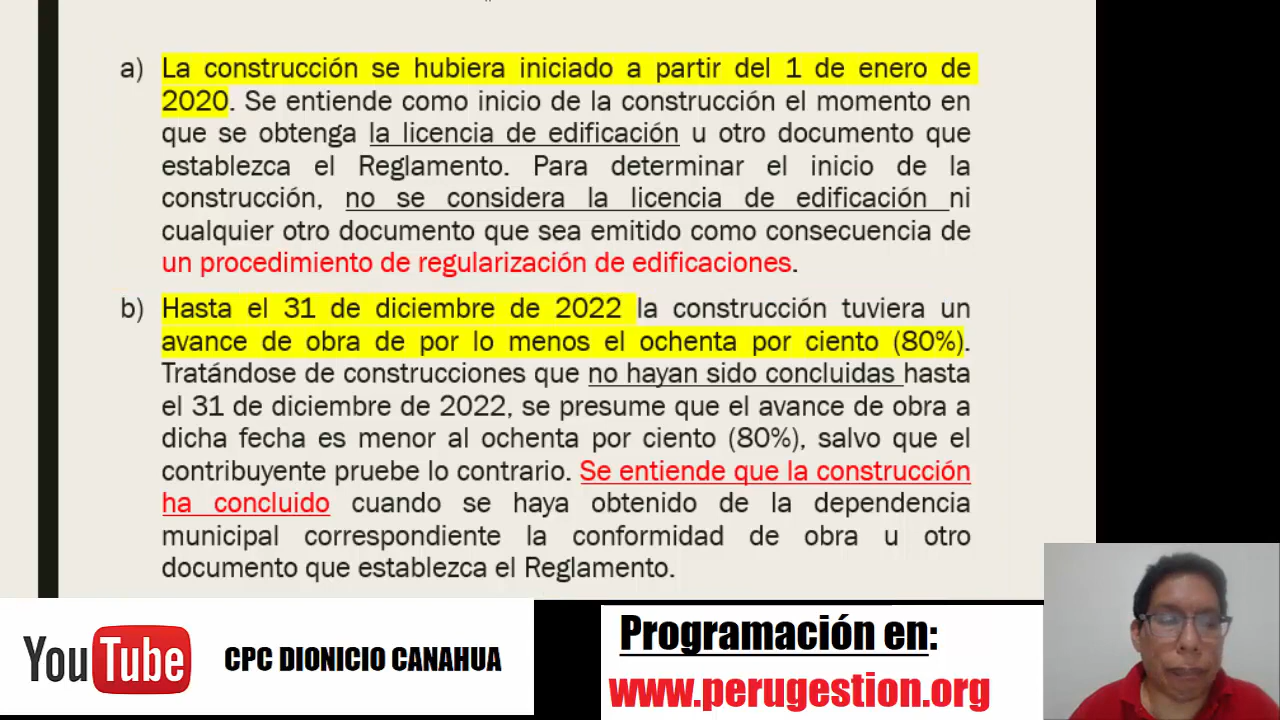 a) La construcción se hubiera iniciado a partir del 1 de enero de
2020. Se entiende como inicio de la construcción el momento en
que se obtenga la licencia de edificación u otro documento que
establezca el Reglamento. Para determinar el inicio de la
construcción, no se considera la licencia de edificación ni
cualquier otro documento que sea emitido como consecuencia de
un procedimiento de regularización de edificaciones.
b) Hasta el 31 de diciembre de 2022 la construcción tuviera un
avance de obra de por lo menos el ochenta por ciento (80%).
Tratándose de construcciones que no hayan sido concluidas hasta
el 31 de diciembre de 2022, se presume que el avance de obra a
dicha fecha es menor al ochenta por ciento (80%), salvo que el
contribuyente pruebe lo contrario. Se entiende que la construcción
ha concluido cuando se haya obtenido de la dependencia
municipal correspondiente la conformidad de obra u otro
documento que establezca el Reglamento.
YouTube
CPC DIONICIO CANAHUA
Programación en:
www.perugestion.org